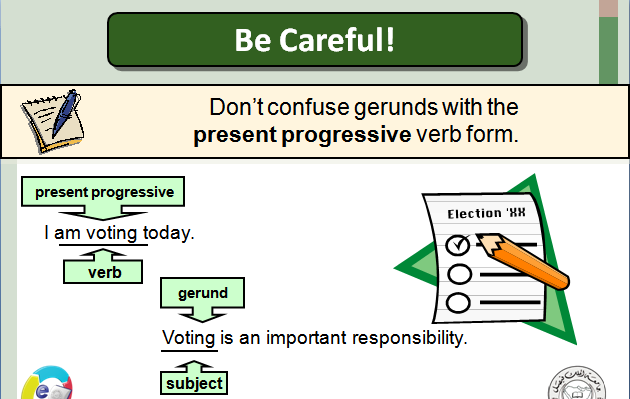 Be Careful!
Don't confuse gerunds with the
present progressive verb form.
present progressive
I am voting today.
verb
gerund
Voting is an important responsibility.
subject
Election 'XX
e